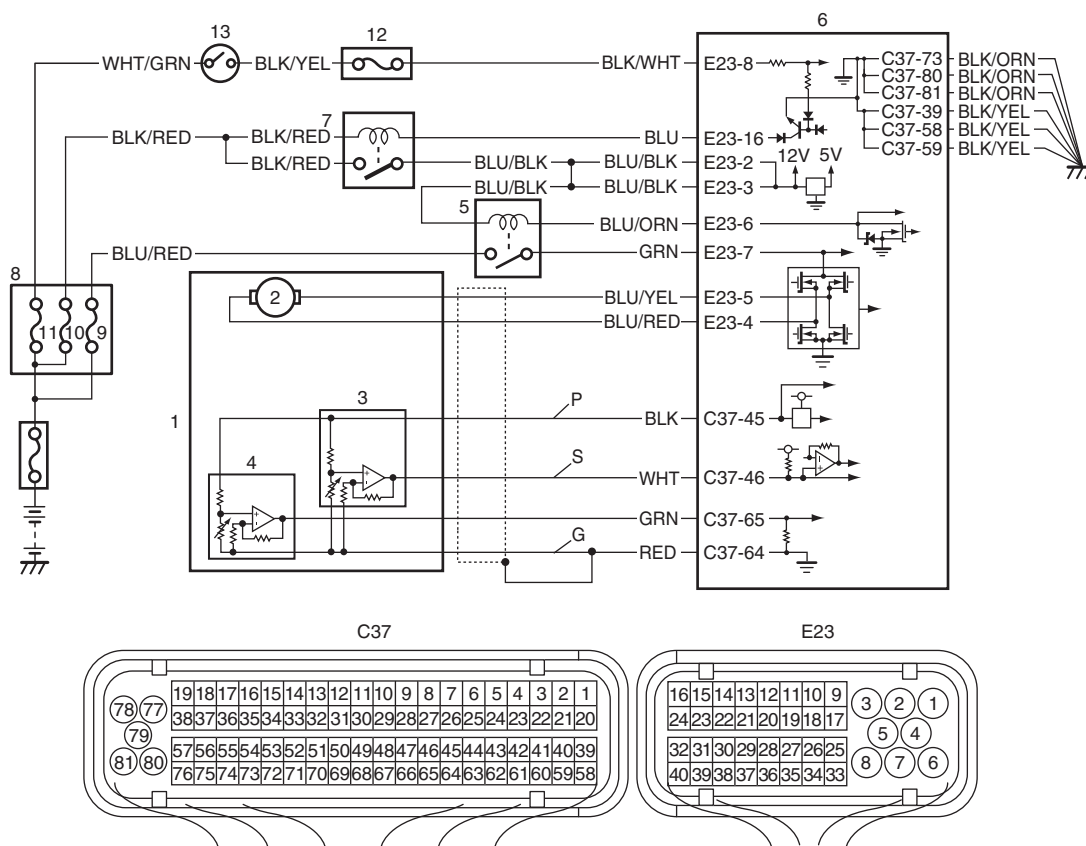 6
13
12
WHT/GRN
BLK/YEL
BLK/WHT
E23-8
C37-73
BLK/ORN
C37-80
BLK/ORN
C37-81
BLK/ORN
C37-39
BLK/YEL
C37-58
BLK/YEL
C37-59
BLK/YEL
7
BLK/RED
BLK/RED
BLU
E23-16
BLK/RED
BLU/BLK
BLU/BLK
E23-2
12V
5V
BLU/BLK
BLU/BLK
E23-3
5
BLU/ORN
E23-6
BLU/RED
GRN
E23-7
8
11
10
9
2
BLU/YEL
E23-5
BLU/RED
E23-4
1
3
P
BLK
C37-45
4
S
WHT
C37-46
GRN
C37-65
G
RED
C37-64
C37
19 18 17 16 15 14 13 12 11 10 9 8 7 6 5 4 3 2 1
78 77
38 37 36 35 34 33 32 31 30 29 28 27 26 25 24 23 22 21 20
79
57 56 55 54 53 52 51 50 49 48 47 46 45 44 43 42 41 40 39
81 80
76 75 74 73 72 71 70 69 68 67 66 65 64 63 62 61 60 59 58
E23
16 15 14 13 12 11 10 9
3 2 1
24 23 22 21 20 19 18 17
5 4
32 31 30 29 28 27 26 25
8 7 6
40 39 38 37 36 35 34 33